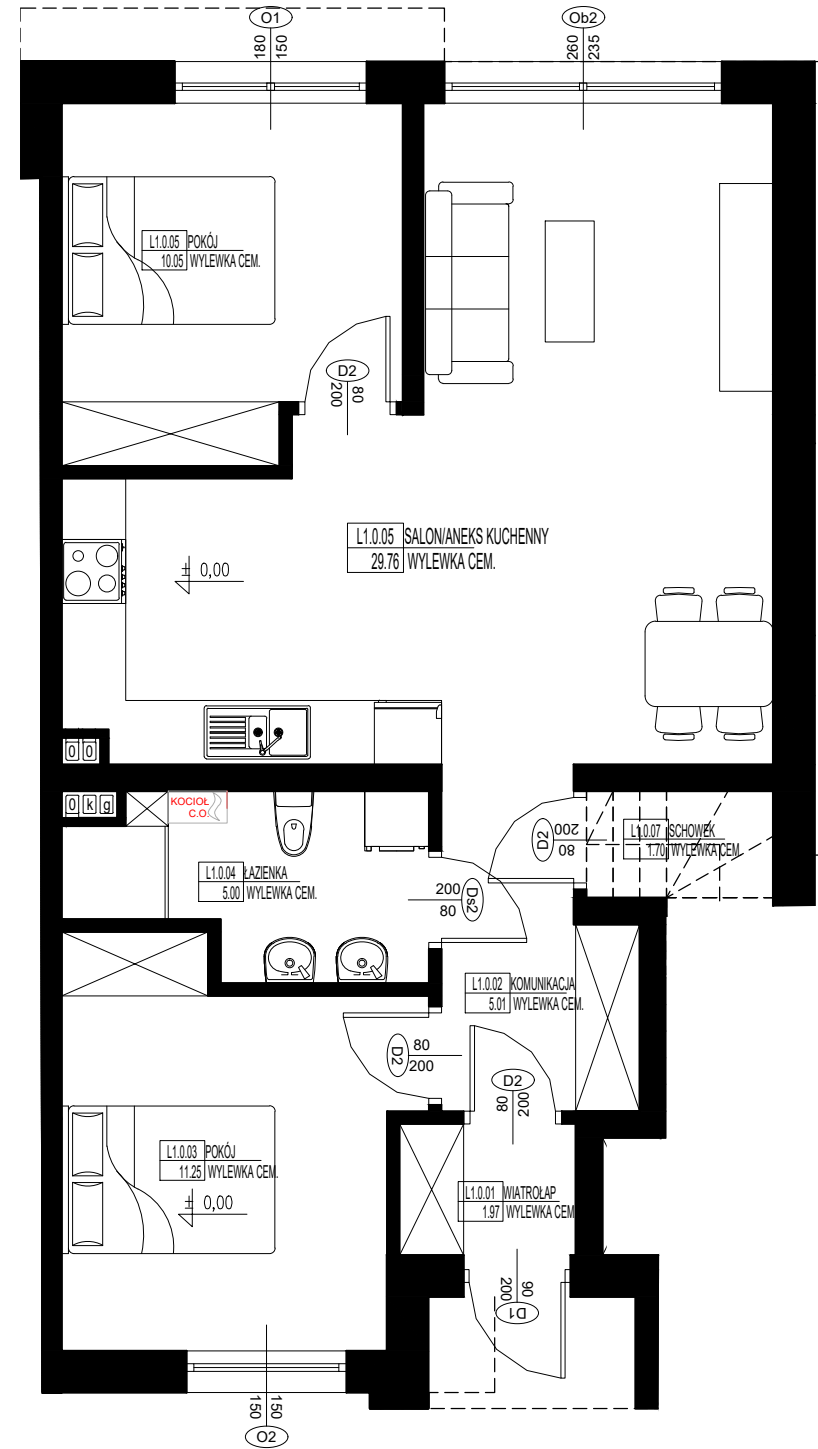 O1
180
150
Ob2
260
235
L1.0.05 POKÓJ
10.05 WYLEWKA CEM.
D2
80
200
L1.0.05 SALON/ANEKS KUCHENNY
29.76 WYLEWKA CEM.
± 0,00
0 0
0 k g
KOCIOŁ
C.O.
D2
200
80
L1.0.07 SCHOWEK
1.70 WYLEWKA CEM.
L1.0.04 ŁAZIENKA
5.00 WYLEWKA CEM.
200
80
Ds2
L1.0.02 KOMUNIKACJA
5.01 WYLEWKA CEM.
D2
80
200
D2
80
200
L1.0.03 POKÓJ
11.25 WYLEWKA CEM.
± 0,00
L1.0.01 WIATROŁAP
1.97 WYLEWKA CEM
90
200
D1
150
150
O2